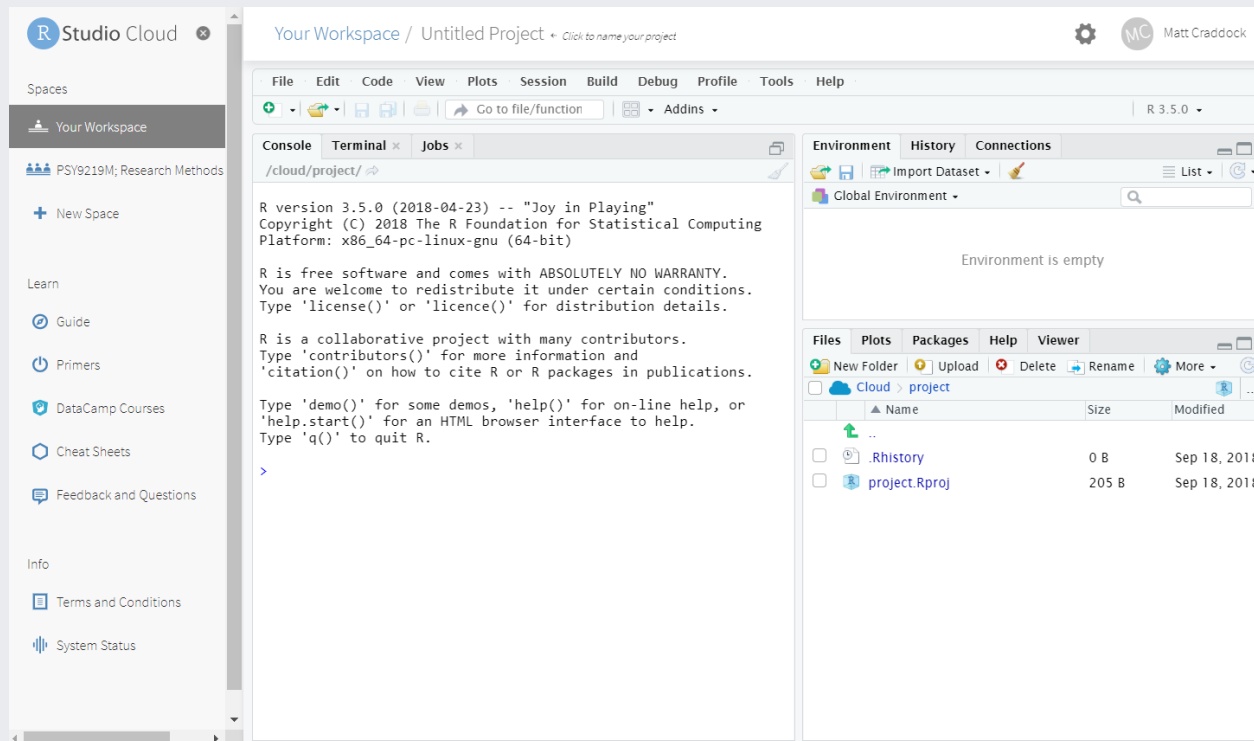 R Studio Cloud
Spaces
Your Workspace
PSY9219M; Research Methods
New Space
Learn
Guide
Primers
DataCamp Courses
Cheat Sheets
Feedback and Questions
Info
Terms and Conditions
System Status
Your Workspace / Untitled Project ← Click to name your project
MC Matt Craddock
File Edit Code View Plots Session Build Debug Profile Tools Help
Go to file/function Addins R 3.5.0
Console Terminal Jobs
/cloud/project/
R version 3.5.0 (2018-04-23) -- "Joy in Playing"
Copyright (C) 2018 The R Foundation for Statistical Computing
Platform: x86_64-pc-linux-gnu (64-bit)
R is free software and comes with ABSOLUTELY NO WARRANTY.
You are welcome to redistribute it under certain conditions.
Type 'license()' or 'licence()' for distribution details.
R is a collaborative project with many contributors.
Type 'contributors()' for more information and
'citation()' on how to cite R or R packages in publications.
Type 'demo()' for some demos, 'help()' for on-line help, or
'help.start()' for an HTML browser interface to help.
Type 'q()' to quit R.
>
Environment History Connections
Import Dataset List
Global Environment
Environment is empty
Files Plots Packages Help Viewer
New Folder Upload Delete Rename More
Cloud > project R ...
Name Size Modified
..
.Rhistory 0 B Sep 18, 2018
project.Rproj 205 B Sep 18, 2018